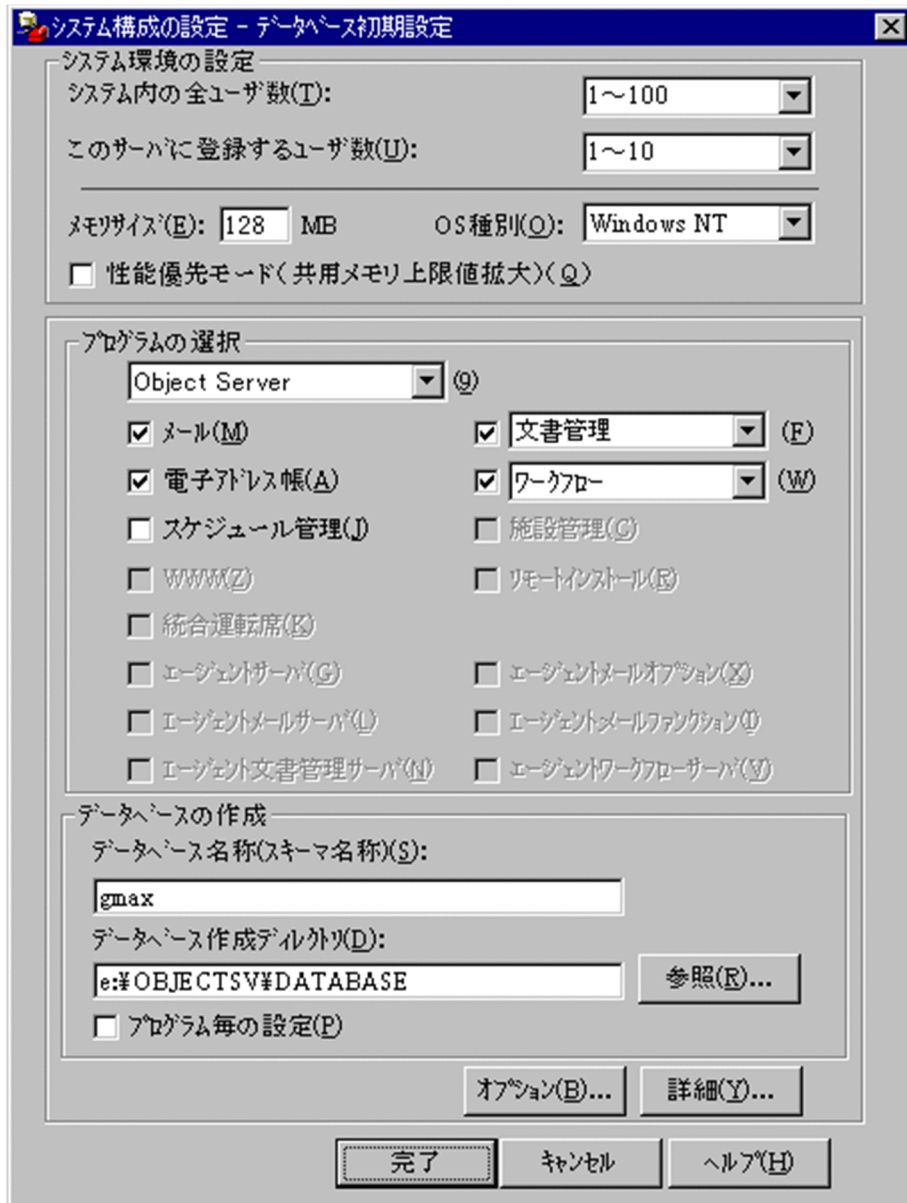 システム構成の設定 - ﾃﾞｰﾀﾍﾞｰｽ初期設定
システム環境の設定
システム内の全ユーザ数(T): 1～100
このサーバに登録するユーザ数(U): 1～10
ﾒﾓﾘｻｲｽﾞ(E): 128 MB OS種別(O): Windows NT
性能優先モード(共用メモリ上限値拡大)(Q)
ﾌﾟﾛｸﾞﾗﾑの選択
Object Server (9)
ﾒｰﾙ(M) 文書管理 (F)
電子ｱﾄﾞﾚｽ帳(A) ﾜｰｸﾌﾛｰ (W)
スケジュール管理(J) 施設管理(C)
WWW(Z) ﾘﾓｰﾄｲﾝｽﾄｰﾙ(R)
統合運転席(K)
ｴｰｼﾞｪﾝﾄｻｰﾊﾞ(G) ｴｰｼﾞｪﾝﾄﾒｰﾙｵﾌﾟｼｮﾝ(X)
ｴｰｼﾞｪﾝﾄﾒｰﾙｻｰﾊﾞ(L) ｴｰｼﾞｪﾝﾄﾒｰﾙﾌｧﾝｸｼｮﾝ(I)
ｴｰｼﾞｪﾝﾄ文書管理ｻｰﾊﾞ(N) ｴｰｼﾞｪﾝﾄﾜｰｸﾌﾛｰｻｰﾊﾞ(V)
ﾃﾞｰﾀﾍﾞｰｽの作成
ﾃﾞｰﾀﾍﾞｰｽ名称(ｽｷｰﾏ名称)(S):
gmax
ﾃﾞｰﾀﾍﾞｰｽ作成ﾃﾞｨﾚｸﾄﾘ(D):
e:¥OBJECTSV¥DATABASE 参照(R)...
ﾌﾟﾛｸﾞﾗﾑ毎の設定(P)
ｵﾌﾟｼｮﾝ(B)... 詳細(Y)...
完了 ｷｬﾝｾﾙ ﾍﾙﾌﾟ(H)